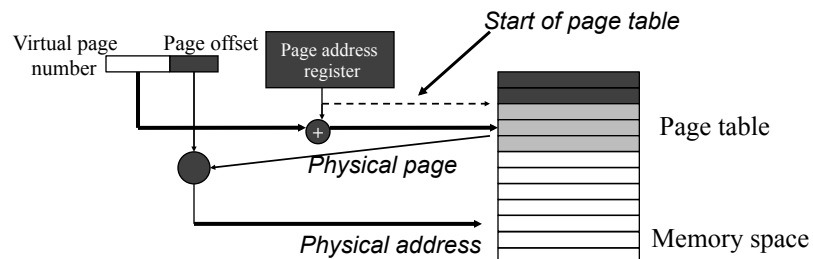 Start of page table
Virtual page
number
Page offset
Page address
register
+
Page table
Physical page
Physical address
Memory space